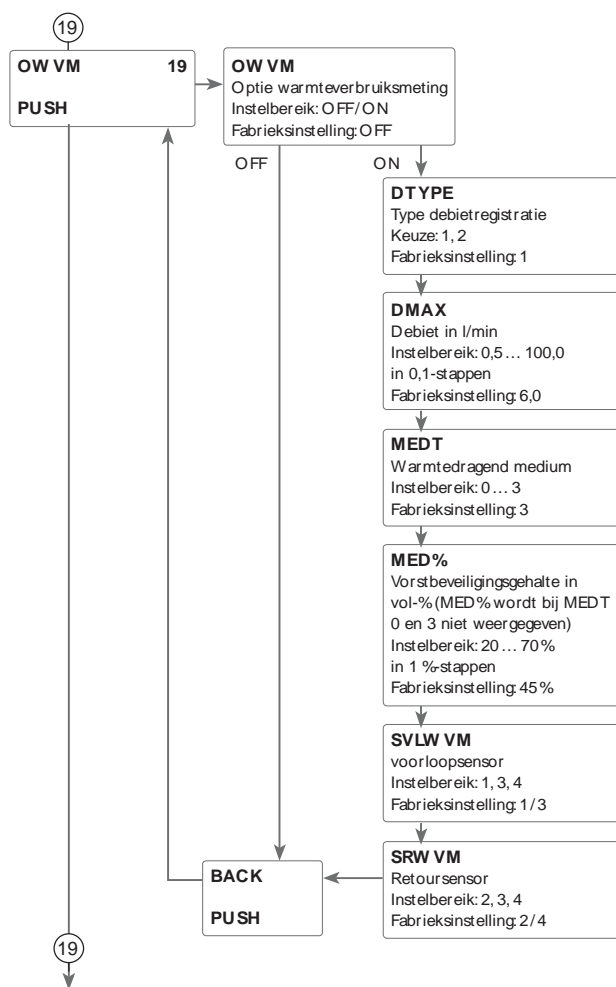 19
OW VM 19
PUSH
OW VM
Optie warmteverbruiksmeting
Instelbereik: OFF/ON
Fabrieksinstelling: OFF
OFF
ON
DTYPE
Type debietregistratie
Keuze: 1, 2
Fabrieksinstelling: 1
DMAX
Debiet in l/min
Instelbereik: 0,5 … 100,0
in 0,1-stappen
Fabrieksinstelling: 6,0
MEDT
Warmtedragend medium
Instelbereik: 0 … 3
Fabrieksinstelling: 3
MED%
Vorstbeveiligingsgehalte in
vol-% (MED% wordt bij MEDT
0 en 3 niet weergegeven)
Instelbereik: 20 … 70%
in 1 %-stappen
Fabrieksinstelling: 45%
SVLW VM
voorloopsensor
Instelbereik: 1, 3, 4
Fabrieksinstelling: 1/3
SRW VM
Retoursensor
Instelbereik: 2, 3, 4
Fabrieksinstelling: 2/4
BACK
PUSH
19